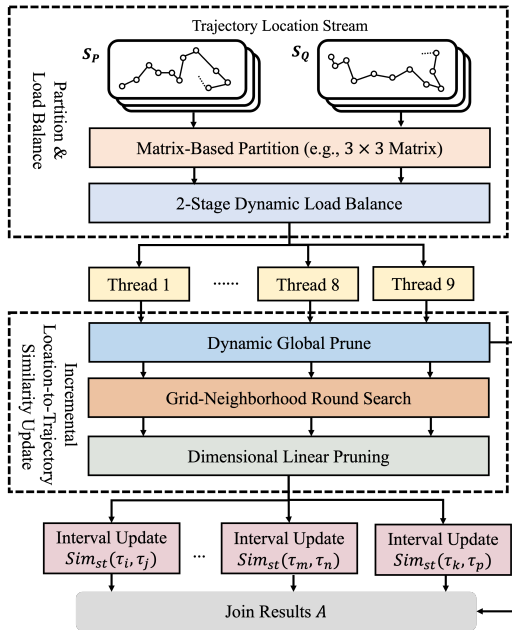 Trajectory Location Stream
S_P
S_Q
Partition &
Load Balance
Matrix-Based Partition (e.g., 3 × 3 Matrix)
2-Stage Dynamic Load Balance
Thread 1
......
Thread 8
Thread 9
Incremental
Location-to-Trajectory
Similarity Update
Dynamic Global Prune
Grid-Neighborhood Round Search
Dimensional Linear Pruning
Interval Update
Sim_st(τ_i, τ_j)
...
Interval Update
Sim_st(τ_m, τ_n)
Interval Update
Sim_st(τ_k, τ_p)
Join Results A